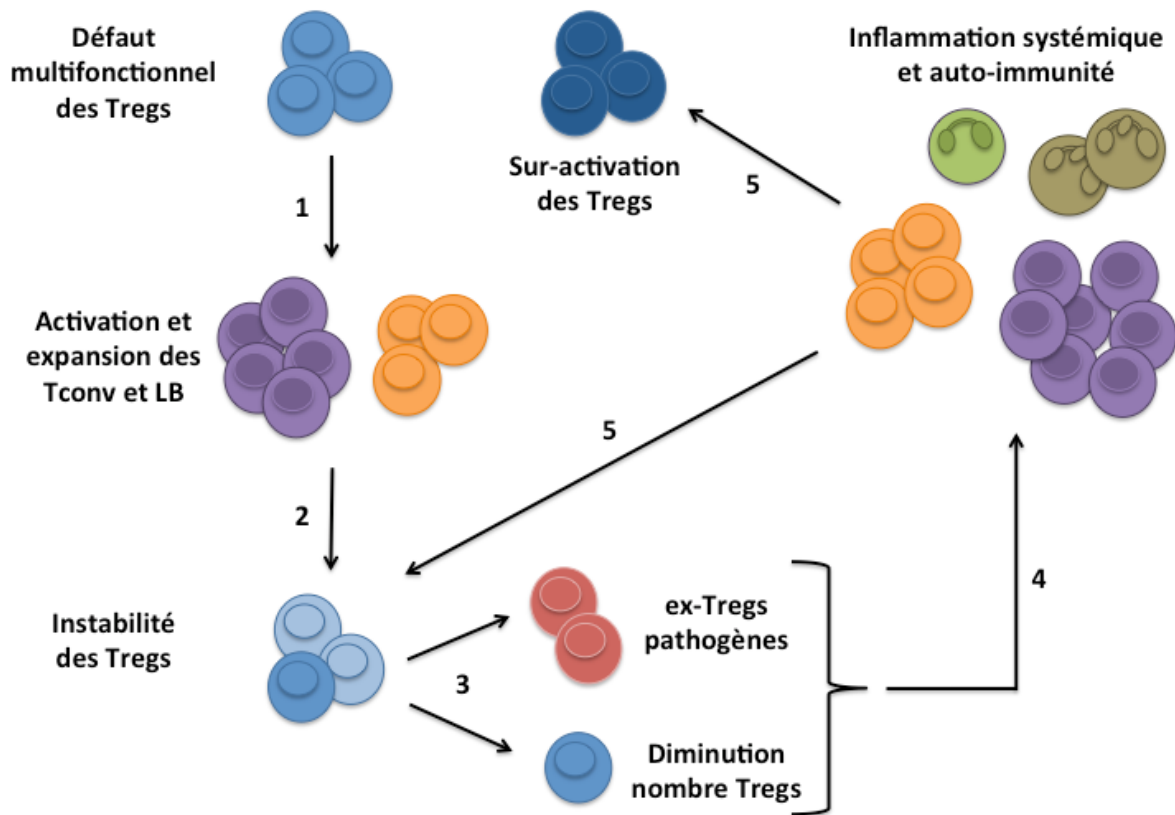 Défaut
multifonctionnel
des Tregs
Sur-activation
des Tregs
Inflammation systémique
et auto-immunité
1
5
Activation et
expansion des
Tconv et LB
5
2
4
Instabilité
des Tregs
3
ex-Tregs
pathogènes
Diminution
nombre Tregs